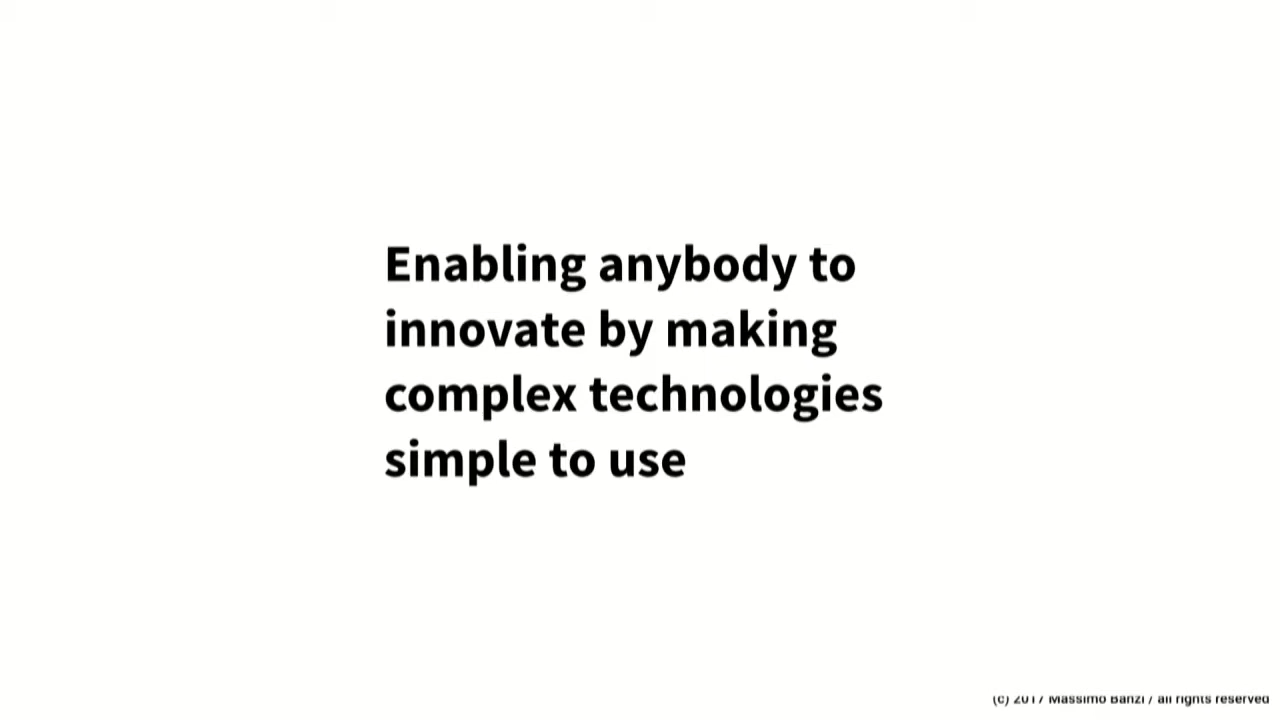 Enabling anybody to
innovate by making
complex technologies
simple to use
(c) 2017 Massimo Banzi / all rights reserved